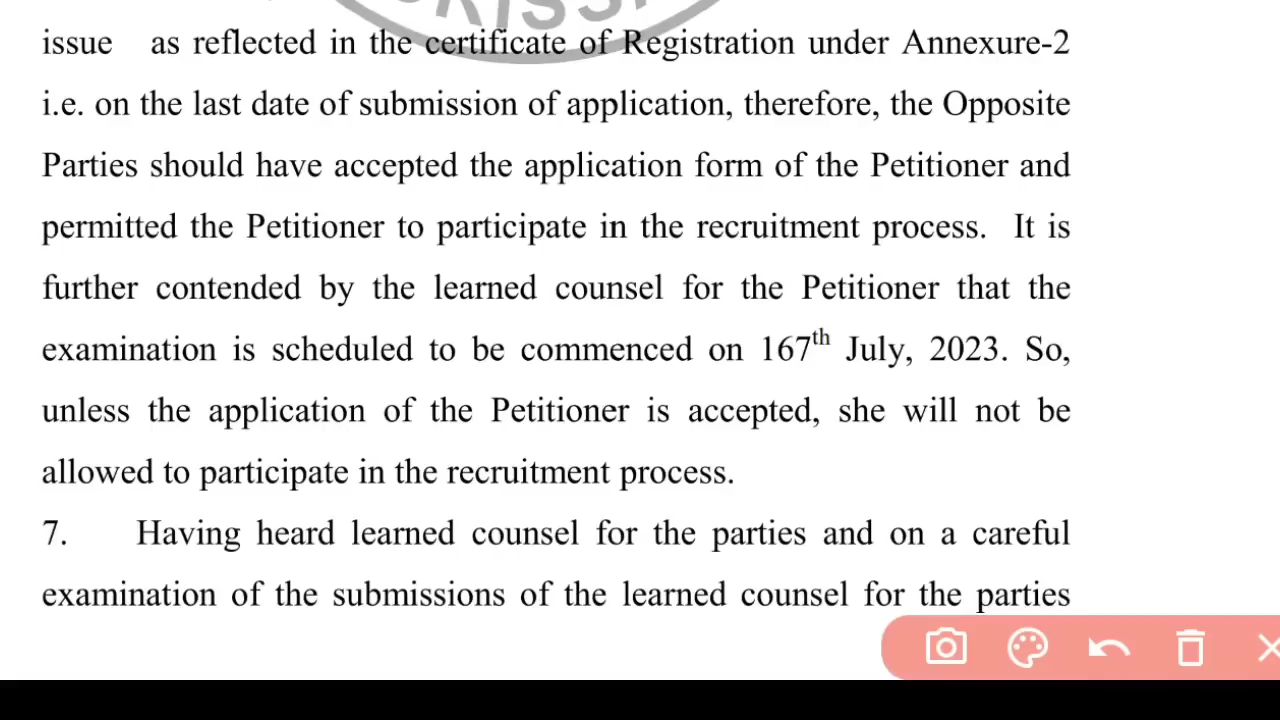 ORISSA
issue as reflected in the certificate of Registration under Annexure-2
i.e. on the last date of submission of application, therefore, the Opposite
Parties should have accepted the application form of the Petitioner and
permitted the Petitioner to participate in the recruitment process. It is
further contended by the learned counsel for the Petitioner that the
examination is scheduled to be commenced on 167th July, 2023. So,
unless the application of the Petitioner is accepted, she will not be
allowed to participate in the recruitment process.
7. Having heard learned counsel for the parties and on a careful
examination of the submissions of the learned counsel for the parties